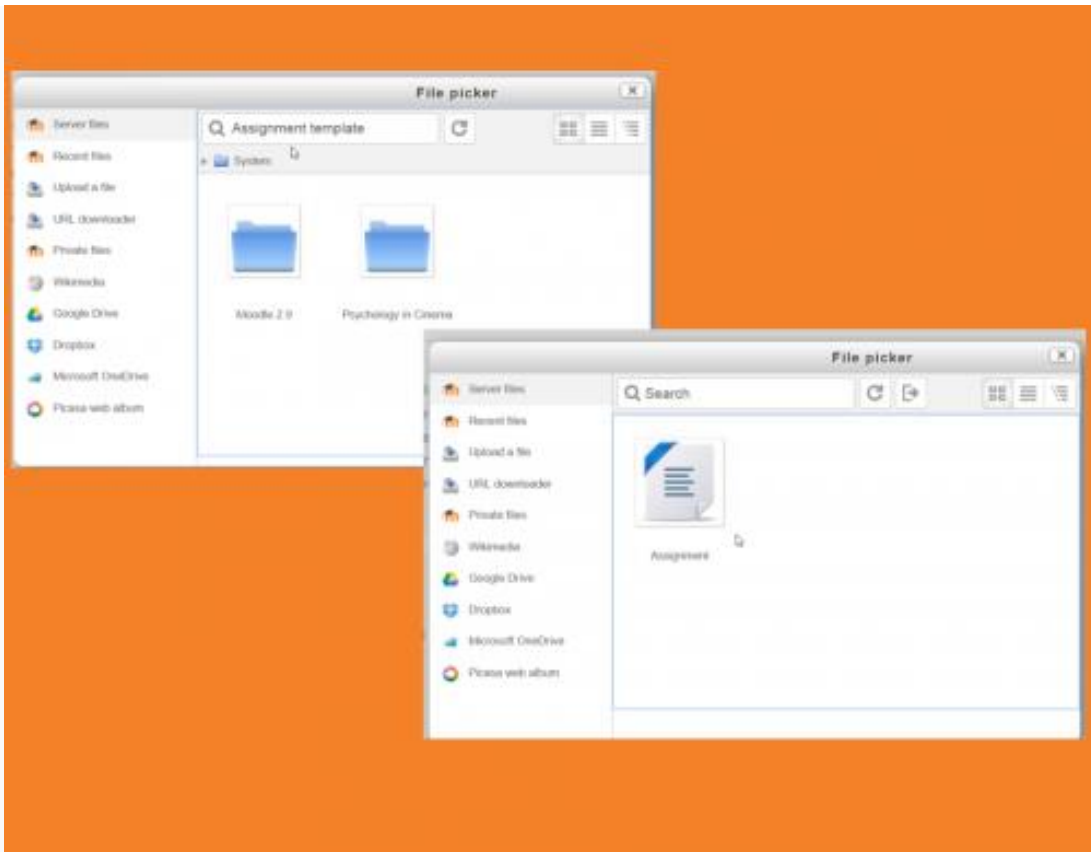 File picker
Server files
Recent files
Upload a file
URL downloader
Private files
Wikimedia
Google Drive
Dropbox
Microsoft OneDrive
Picasa web album
Assignment template
System
Moodle 2.9
Psychology in Cinema
File picker
Server files
Recent files
Upload a file
URL downloader
Private files
Wikimedia
Google Drive
Dropbox
Microsoft OneDrive
Picasa web album
Search
Assignment